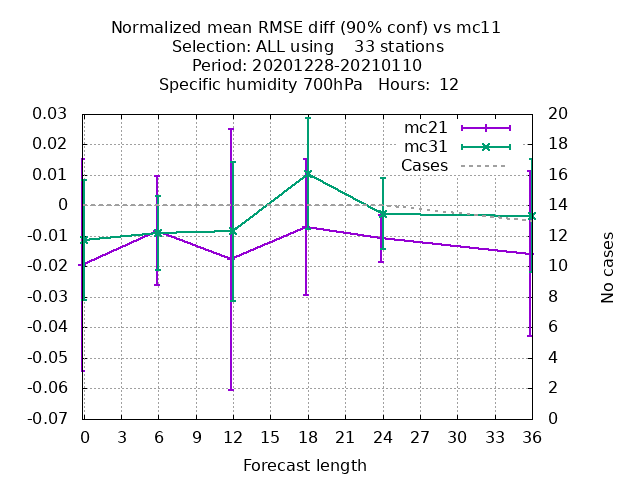 Normalized mean RMSE diff (90% conf) vs mc11
Selection: ALL using    33 stations
Period: 20201228-20210110
Specific humidity 700hPa   Hours:  12
0.03
0.02
0.01
0
-0.01
-0.02
-0.03
-0.04
-0.05
-0.06
-0.07
mc21
mc31
Cases
20
18
16
14
12
10
8
6
4
2
0
No cases
0 3 6 9 12 15 18 21 24 27 30 33 36
Forecast length